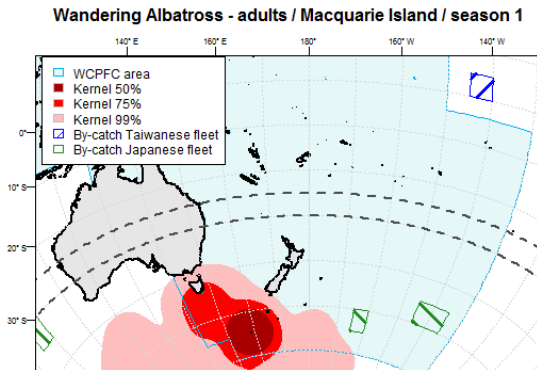 Wandering Albatross - adults / Macquarie Island / season 1
140° E 160° E 180° 160° W 140° W
WCPFC area
Kernel 50%
Kernel 75%
Kernel 99%
By-catch Taiwanese fleet
By-catch Japanese fleet
0°
10° S
20° S
30° S